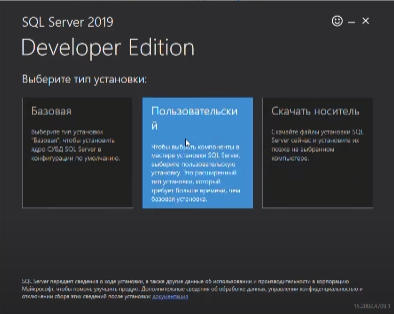 SQL Server 2019
Developer Edition
Выберите тип установки:
Базовая
Выберите тип установки
"Базовая", чтобы установить
ядро СУБД SQL Server в
конфигурации по умолчанию.
Пользовательски
й
Чтобы выбрать компоненты в
мастере установки SQL Server,
выберите пользовательскую
установку. Это расширенный
тип установки, который
требует больше времени, чем
базовая установка.
Скачать носитель
Скачайте файлы установки SQL
Server сейчас и установите их
позже на выбранном
компьютере.
SQL Server передает сведения о ходе установки, а также другие данные об использовании и производительности в корпорацию
Майкрософт, чтобы помочь улучшить продукт. Дополнительные сведения об обработке данных, управлении конфиденциальностью и
отключении сбора этих сведений после установки: документация